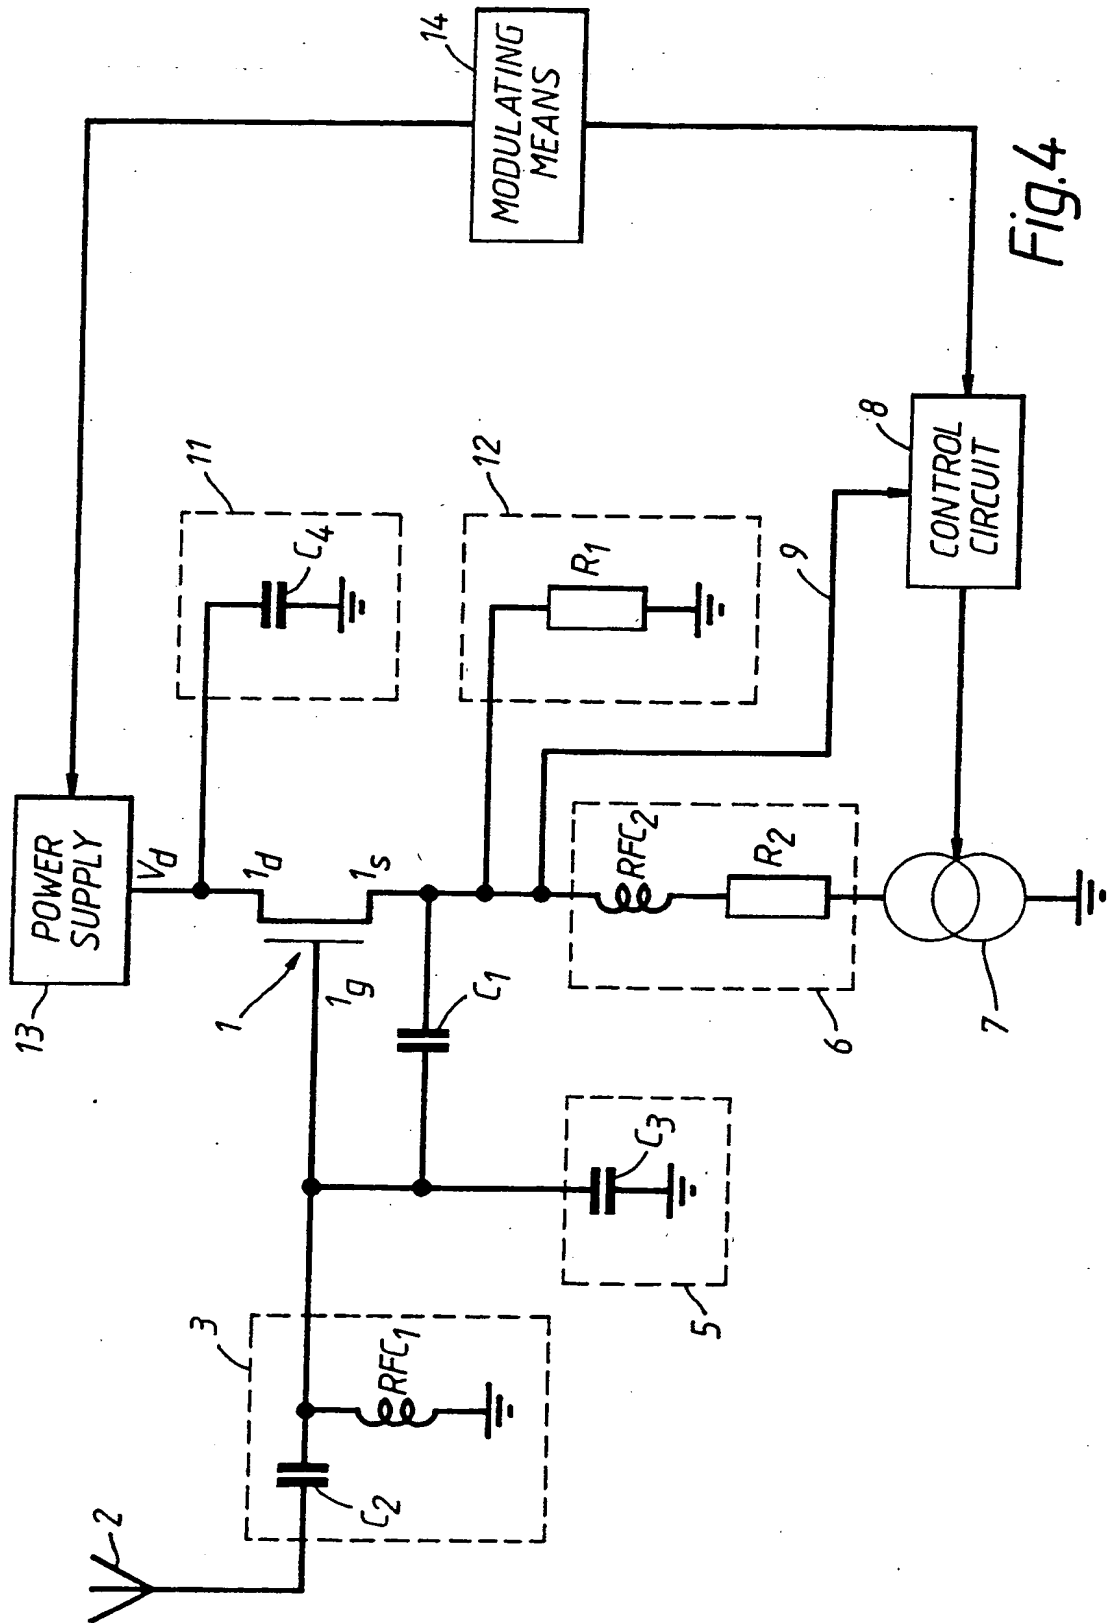 14
MODULATING
MEANS
13
POWER
SUPPLY
Vd
11
C4
1d
1s
1g
1
12
R1
C1
9
8
CONTROL
CIRCUIT
RFC2
R2
6
7
3
RFC1
C2
2
C3
5
Fig.4